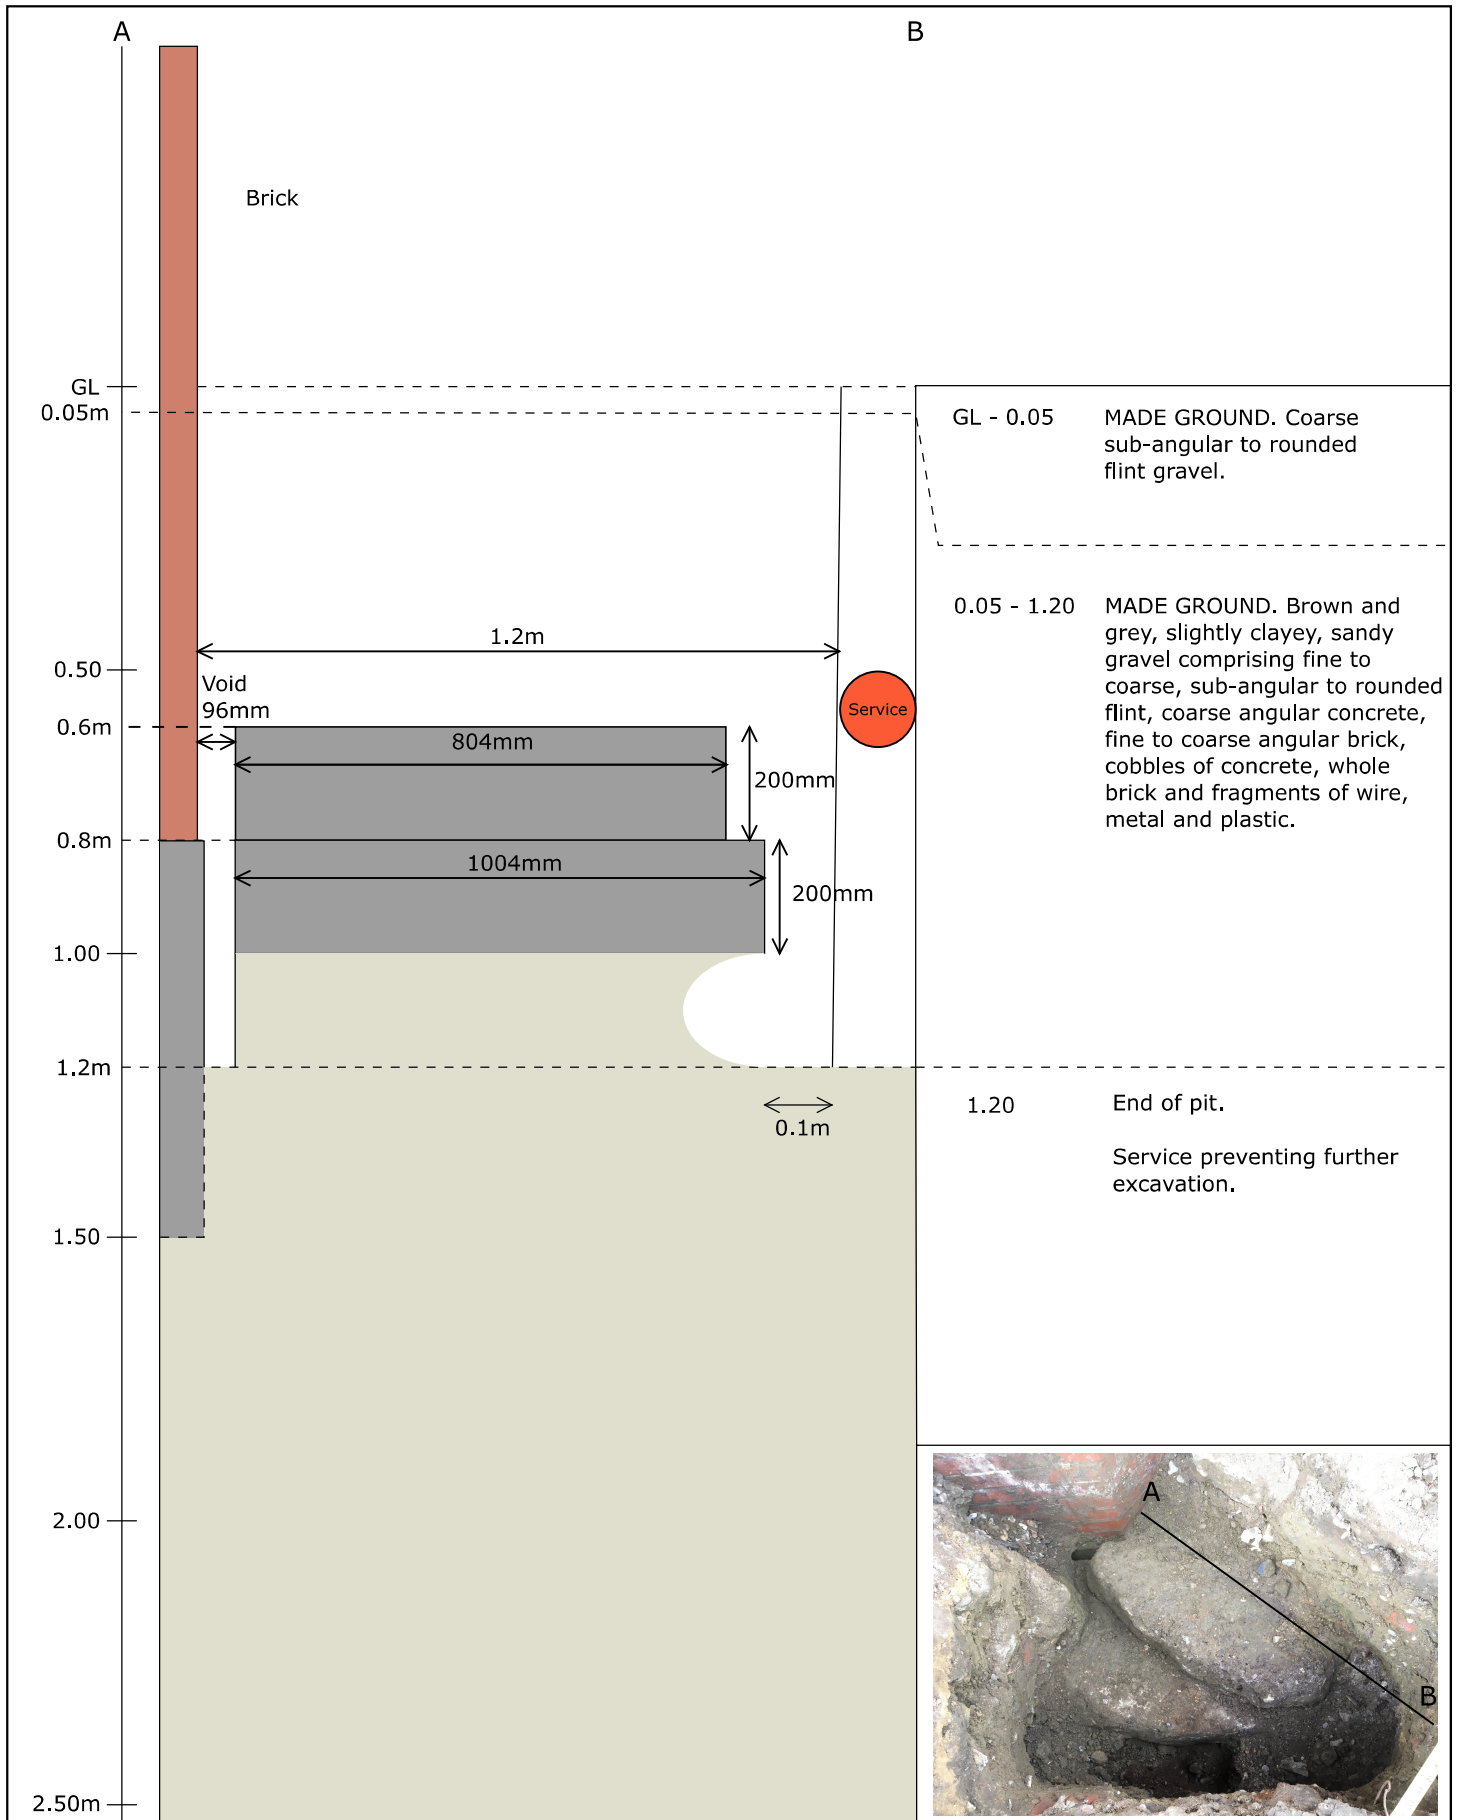 A
B
Brick
GL
0.05m
GL - 0.05
MADE GROUND. Coarse
sub-angular to rounded
flint gravel.
0.05 - 1.20
MADE GROUND. Brown and
grey, slightly clayey, sandy
gravel comprising fine to
coarse, sub-angular to rounded
flint, coarse angular concrete,
fine to coarse angular brick,
cobbles of concrete, whole
brick and fragments of wire,
metal and plastic.
1.2m
0.50
Void
96mm
Service
0.6m
804mm
200mm
0.8m
1004mm
200mm
1.00
1.2m
0.1m
1.20
End of pit.
Service preventing further
excavation.
1.50
2.00
2.50m
A
B